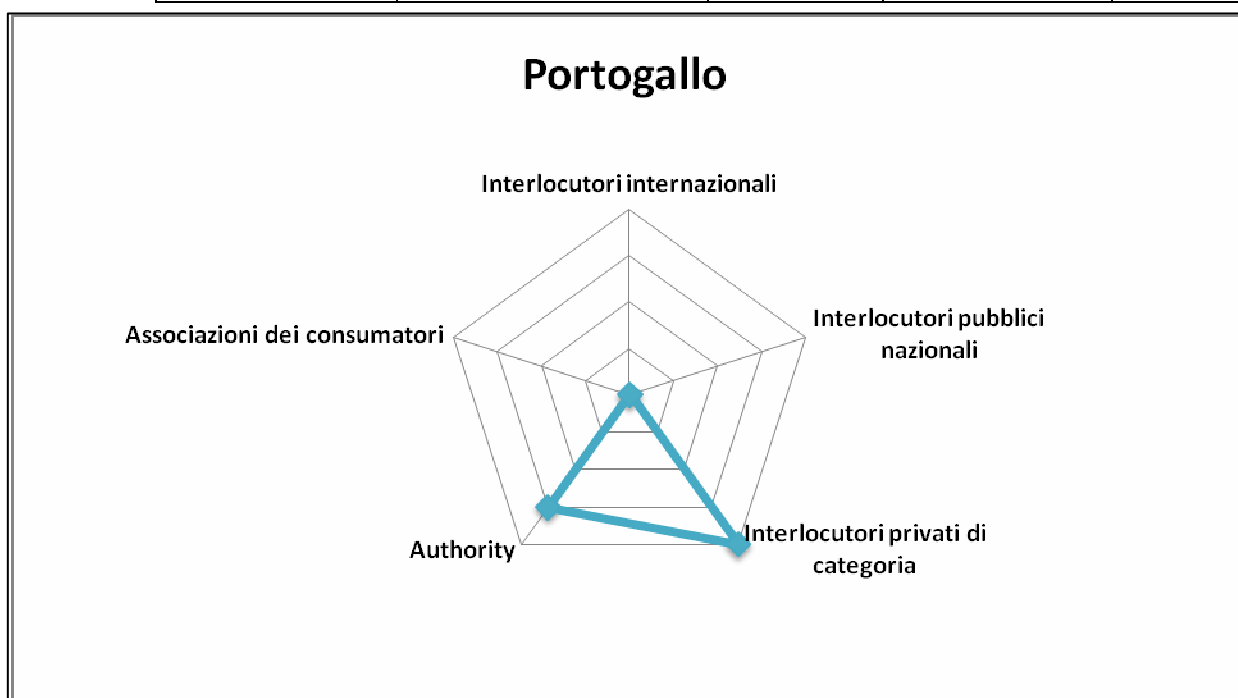 Portogallo
Interlocutori internazionali
Interlocutori pubblici
nazionali
Associazioni dei consumatori
Interlocutori privati di
categoria
Authority